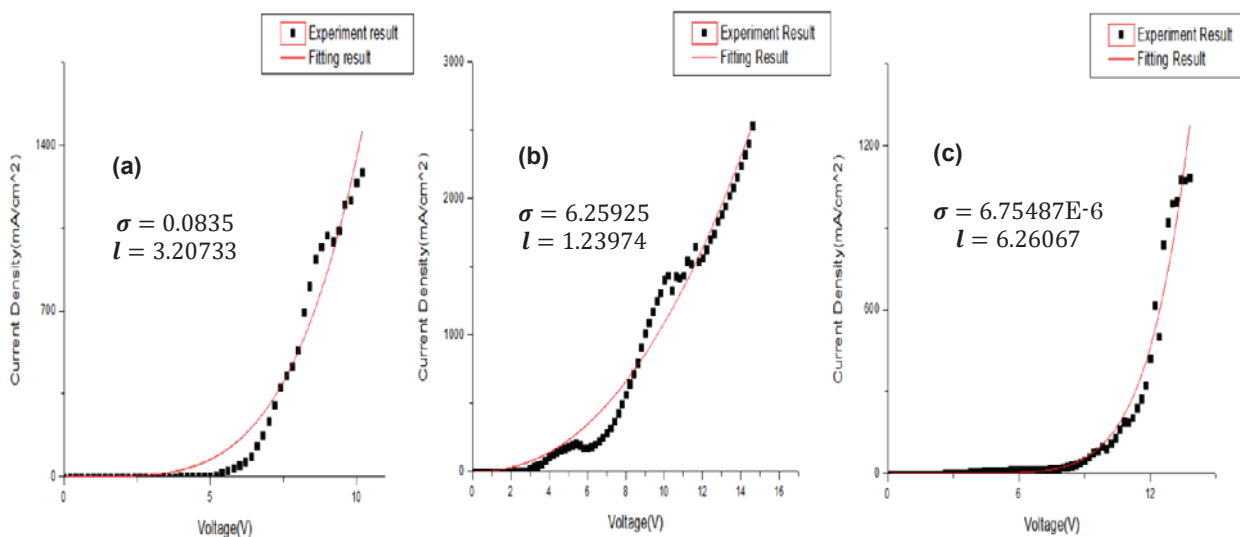 Experiment result
Fitting result
Current Density(mA/cm^2)
1400
700
0
(a)
𝝈 = 0.0835
𝒍 = 3.20733
0 5 10
Voltage(V)
Experiment Result
Fitting Result
Current Density(mA/cm^2)
3000
2000
1000
0
(b)
𝝈 = 6.25925
𝒍 = 1.23974
0 2 4 6 8 10 12 14 16
Voltage(V)
Experiment Result
Fitting Result
Current Density(mA/cm^2)
1200
600
0
(c)
𝝈 = 6.75487E-6
𝒍 = 6.26067
0 6 12
Voltage(V)